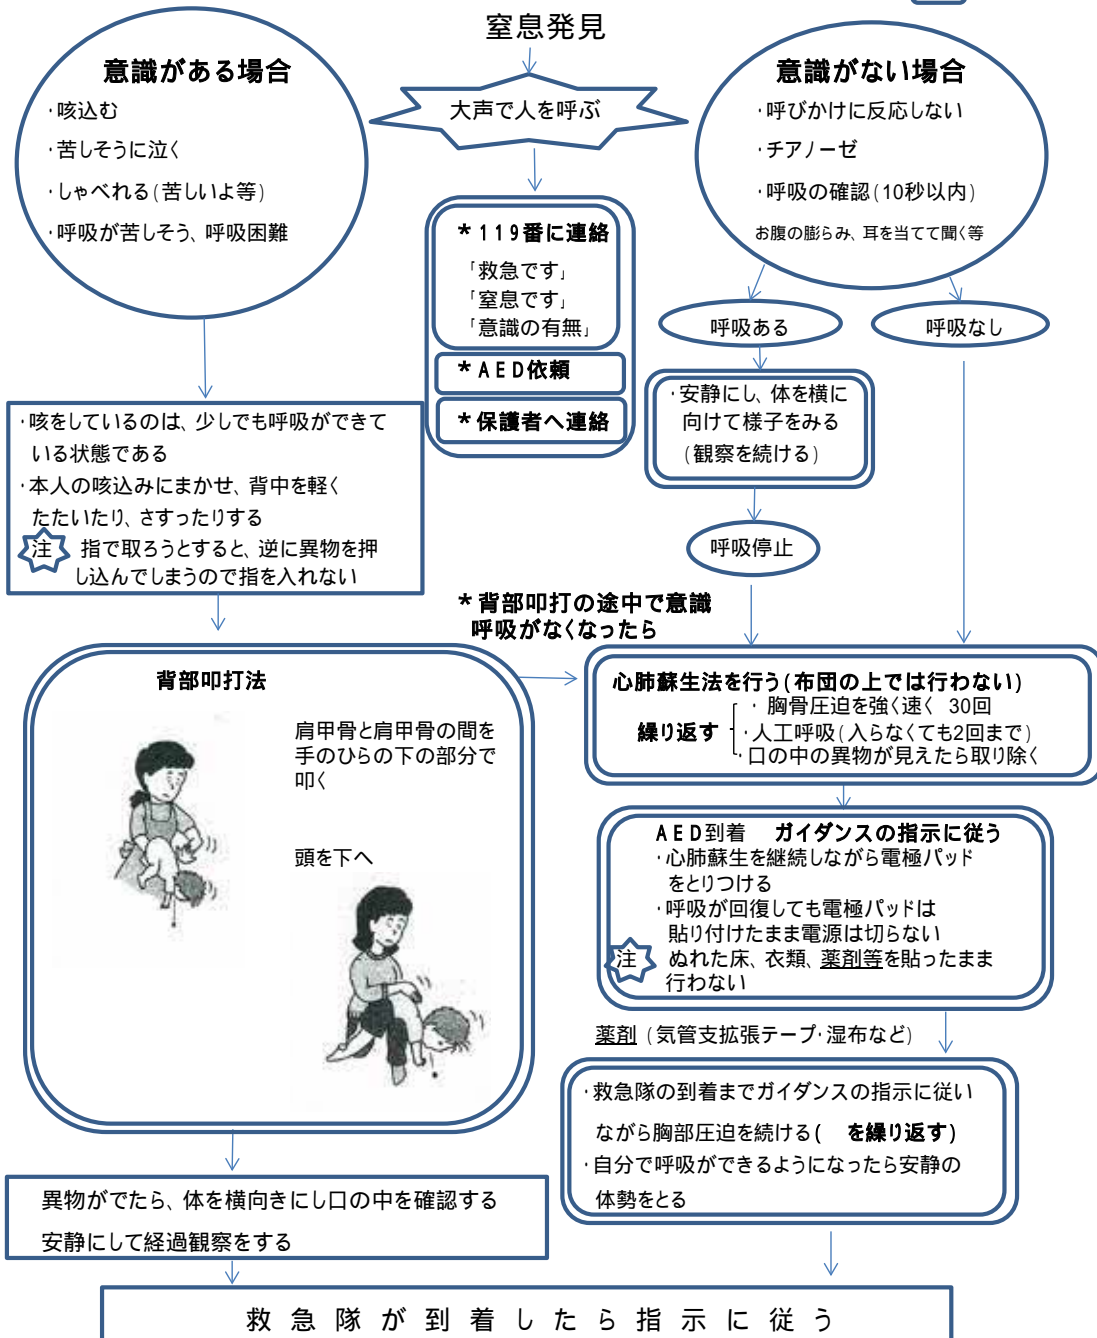 窒息発見
大声で人を呼ぶ
意識がある場合
・咳込む
・苦しそうに泣く
・しゃべれる(苦しいよ等)
・呼吸が苦しそう、呼吸困難
意識がない場合
・呼びかけに反応しない
・チアノーゼ
・呼吸の確認(10秒以内)
お腹の膨らみ、耳を当てて聞く等
*119番に連絡
「救急です」
「窒息です」
「意識の有無」
*AED依頼
*保護者へ連絡
呼吸ある
呼吸なし
・安静にし、体を横に
向けて様子をみる
(観察を続ける)
呼吸停止
・咳をしているのは、少しでも呼吸ができて
いる状態である
・本人の咳込みにまかせ、背中を軽く
たたいたり、さすったりする
注 指で取ろうとすると、逆に異物を押
し込んでしまうので指を入れない
*背部叩打の途中で意識
呼吸がなくなったら
背部叩打法
肩甲骨と肩甲骨の間を
手のひらの下の部分で
叩く
頭を下へ
心肺蘇生法を行う(布団の上では行わない)
・胸骨圧迫を強く速く 30回
繰り返す ・人工呼吸(入らなくても2回まで)
・口の中の異物が見えたら取り除く
AED到着 ガイダンスの指示に従う
・心肺蘇生を継続しながら電極パッド
をとりつける
・呼吸が回復しても電極パッドは
貼り付けたまま電源は切らない
注 ぬれた床、衣類、薬剤等を貼ったまま
行わない
薬剤(気管支拡張テープ・湿布など)
・救急隊の到着までガイダンスの指示に従い
ながら胸部圧迫を続ける( を繰り返す)
・自分で呼吸ができるようになったら安静の
体勢をとる
異物がでたら、体を横向きにし口の中を確認する
安静にして経過観察をする
救急隊が到着したら指示に従う